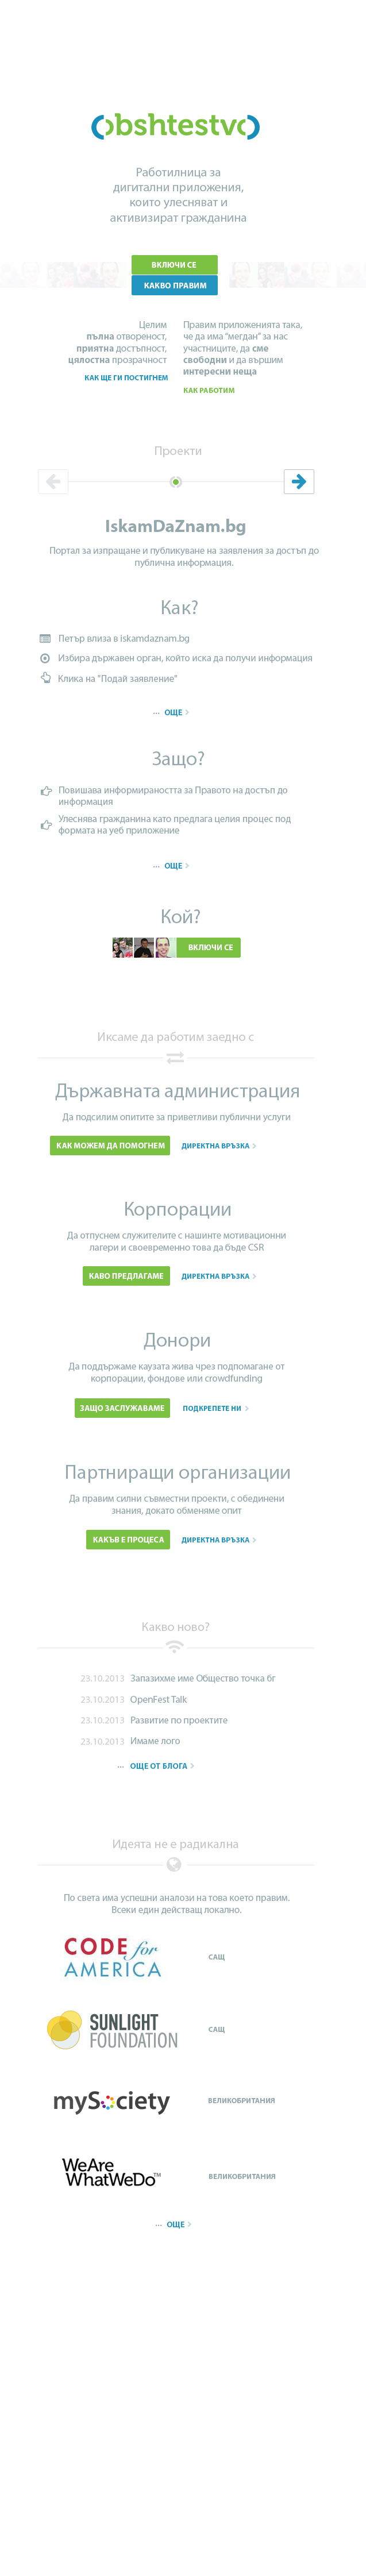 obshtestvo
Работилница за
дигитални приложения,
които улесняват и
активизират гражданина
ВКЛЮЧИ СЕ
КАКВО ПРАВИМ
Целим
пълна отвореност,
приятна достъпност,
цялостна прозрачност
КАК ЩЕ ГИ ПОСТИГНЕМ
Правим приложенията така,
че да има "мегдан" за нас
участниците, да сме
свободни и да вършим
интересни неща
КАК РАБОТИМ
Проекти
IskamDaZnam.bg
Портал за изпращане и публикуване на заявления за достъп до
публична информация.
Как?
Петър влиза в iskamdaznam.bg
Избира държавен орган, който иска да получи информация
Клика на "Подай заявление"
... ОЩЕ >
Защо?
Повишава информираността за Правото на достъп до
информация
Улеснява гражданина като предлага целия процес под
формата на уеб приложение
... ОЩЕ >
Кой?
ВКЛЮЧИ СЕ
Искаме да работим заедно с
Държавната администрация
Да подсилим опитите за приветливи публични услуги
КАК МОЖЕМ ДА ПОМОГНЕМ
ДИРЕКТНА ВРЪЗКА >
Корпорации
Да отпуснем служителите с нашинте мотивационни
лагери и своевременно това да бъде CSR
КАВО ПРЕДЛАГАМЕ
ДИРЕКТНА ВРЪЗКА >
Донори
Да поддържаме каузата жива чрез подпомагане от
корпорации, фондове или crowdfunding
ЗАЩО ЗАСЛУЖАВАМЕ
ПОДКРЕПЕТЕ НИ >
Партниращи организации
Да правим силни съвместни проекти, с обединени
знания, докато обменяме опит
КАКЪВ Е ПРОЦЕСА
ДИРЕКТНА ВРЪЗКА >
Какво ново?
23.10.2013 Запазихме име Общество точка бг
23.10.2013 OpenFest Talk
23.10.2013 Развитие по проектите
23.10.2013 Имаме лого
... ОЩЕ ОТ БЛОГА >
Идеята не е радикална
По света има успешни аналози на това което правим.
Всеки един действащ локално.
CODE for
AMERICA
САЩ
SUNLIGHT
FOUNDATION
САЩ
mySociety
ВЕЛИКОБРИТАНИЯ
WeAre
WhatWeDo™
ВЕЛИКОБРИТАНИЯ
... ОЩЕ >